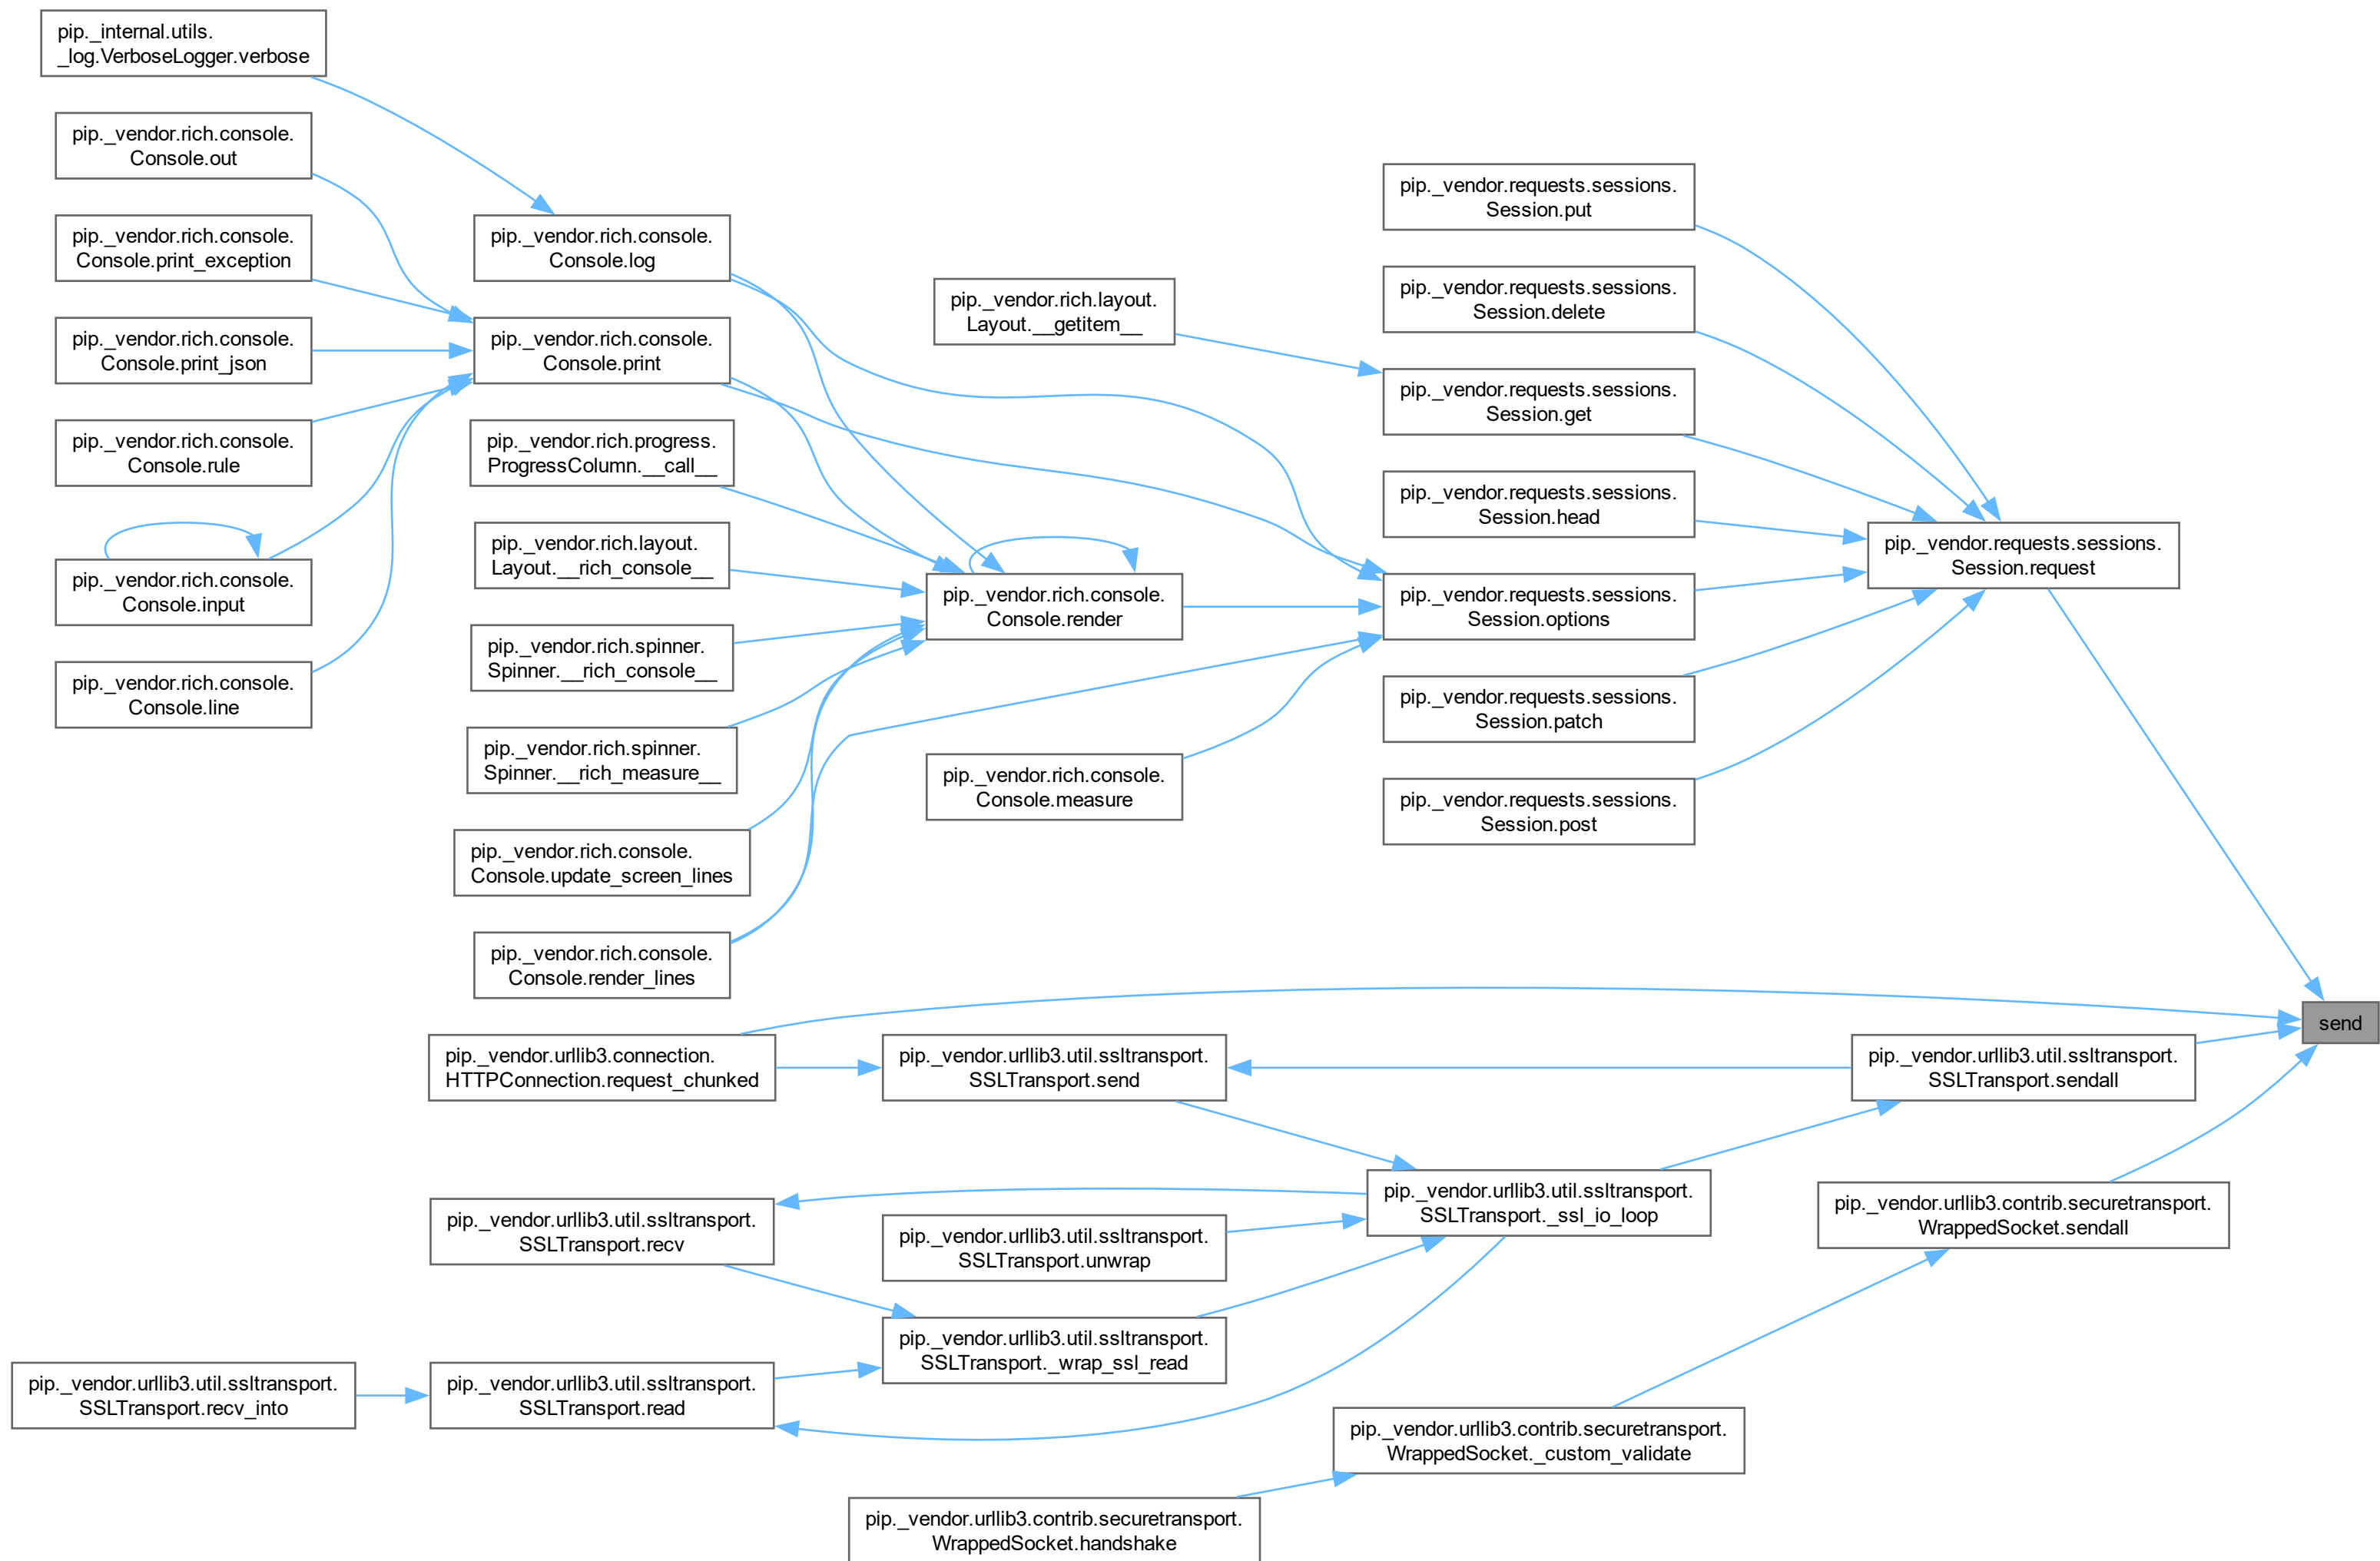 pip._internal.utils.
_log.VerboseLogger.verbose
pip._vendor.rich.console.
Console.out
pip._vendor.rich.console.
Console.print_exception
pip._vendor.rich.console.
Console.print_json
pip._vendor.rich.console.
Console.rule
pip._vendor.rich.console.
Console.input
pip._vendor.rich.console.
Console.line
pip._vendor.rich.console.
Console.log
pip._vendor.rich.console.
Console.print
pip._vendor.rich.progress.
ProgressColumn.__call__
pip._vendor.rich.layout.
Layout.__rich_console__
pip._vendor.rich.spinner.
Spinner.__rich_console__
pip._vendor.rich.spinner.
Spinner.__rich_measure__
pip._vendor.rich.console.
Console.update_screen_lines
pip._vendor.rich.console.
Console.render_lines
pip._vendor.rich.layout.
Layout.__getitem__
pip._vendor.rich.console.
Console.render
pip._vendor.rich.console.
Console.measure
pip._vendor.requests.sessions.
Session.put
pip._vendor.requests.sessions.
Session.delete
pip._vendor.requests.sessions.
Session.get
pip._vendor.requests.sessions.
Session.head
pip._vendor.requests.sessions.
Session.options
pip._vendor.requests.sessions.
Session.patch
pip._vendor.requests.sessions.
Session.post
pip._vendor.requests.sessions.
Session.request
send
pip._vendor.urllib3.connection.
HTTPConnection.request_chunked
pip._vendor.urllib3.util.ssltransport.
SSLTransport.send
pip._vendor.urllib3.util.ssltransport.
SSLTransport.sendall
pip._vendor.urllib3.util.ssltransport.
SSLTransport.recv
pip._vendor.urllib3.util.ssltransport.
SSLTransport.unwrap
pip._vendor.urllib3.util.ssltransport.
SSLTransport._ssl_io_loop
pip._vendor.urllib3.contrib.securetransport.
WrappedSocket.sendall
pip._vendor.urllib3.util.ssltransport.
SSLTransport.recv_into
pip._vendor.urllib3.util.ssltransport.
SSLTransport.read
pip._vendor.urllib3.util.ssltransport.
SSLTransport._wrap_ssl_read
pip._vendor.urllib3.contrib.securetransport.
WrappedSocket._custom_validate
pip._vendor.urllib3.contrib.securetransport.
WrappedSocket.handshake